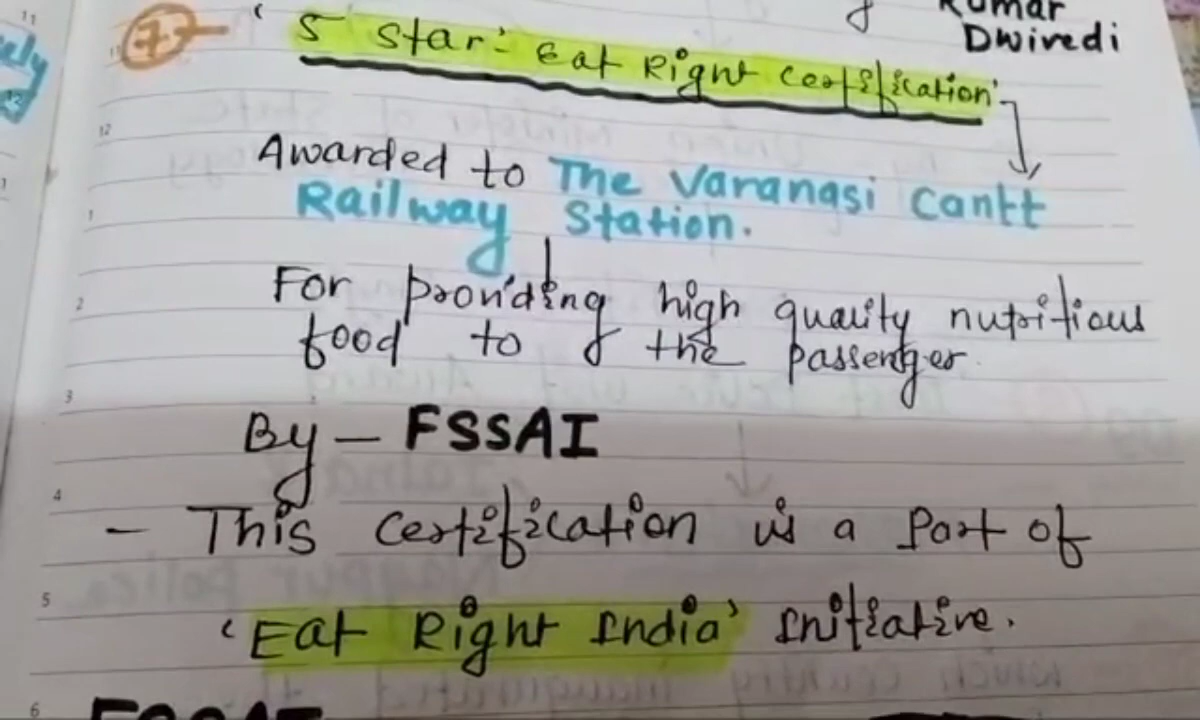 Kumar
Dwivedi
7 - '5 Star' Eat Right Certification'
Awarded to The Varanasi Cantt
Railway Station.
For providing high quality nutritious
food to the passenger.
By - FSSAI
- This Certification is a Part of
'Eat Right India' Initiative.
FSSAI